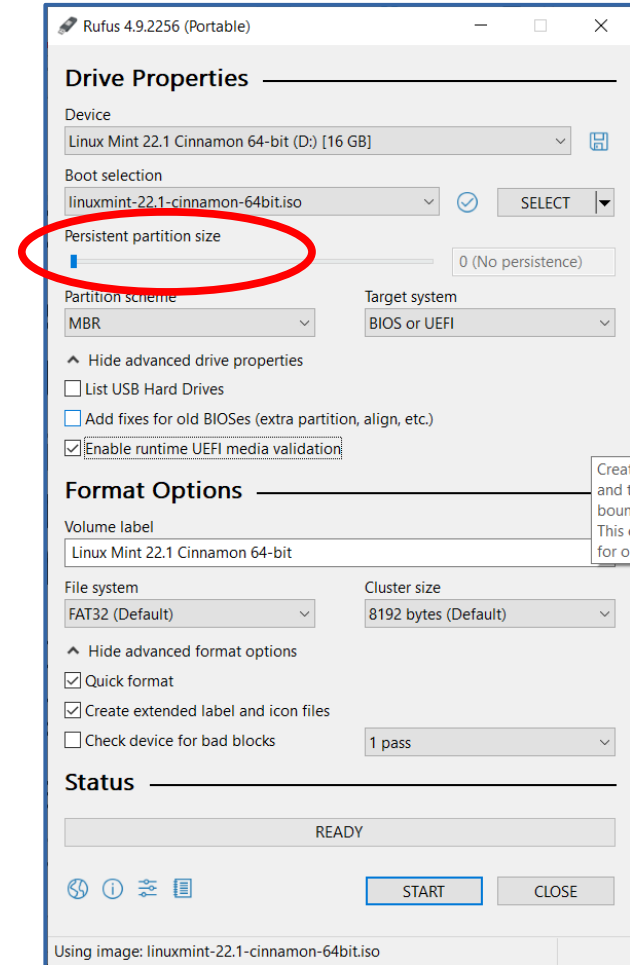 Rufus 4.9.2256 (Portable)
Drive Properties
Device
Linux Mint 22.1 Cinnamon 64-bit (D:) [16 GB]
Boot selection
linuxmint-22.1-cinnamon-64bit.iso SELECT
Persistent partition size
0 (No persistence)
Partition scheme Target system
MBR BIOS or UEFI
Hide advanced drive properties
List USB Hard Drives
Add fixes for old BIOSes (extra partition, align, etc.)
Enable runtime UEFI media validation
Format Options
Volume label
Linux Mint 22.1 Cinnamon 64-bit
File system Cluster size
FAT32 (Default) 8192 bytes (Default)
Hide advanced format options
Quick format
Create extended label and icon files
Check device for bad blocks 1 pass
Status
READY
START CLOSE
Using image: linuxmint-22.1-cinnamon-64bit.iso
and
This
for